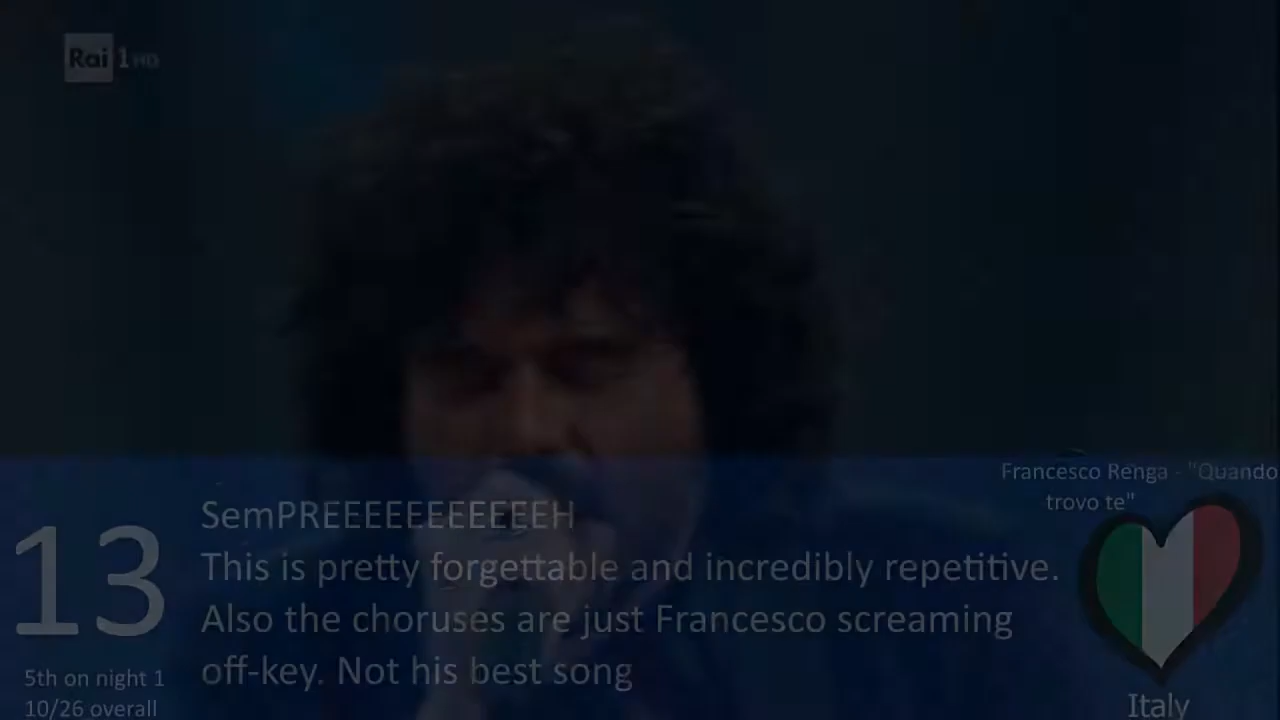 Rai 1 HD
Francesco Renga - "Quando
trovo te"
13
SemPREEEEEEEEEEEH
This is pretty forgettable and incredibly repetitive.
Also the choruses are just Francesco screaming
off-key. Not his best song
5th on night 1
10/26 overall
Italy